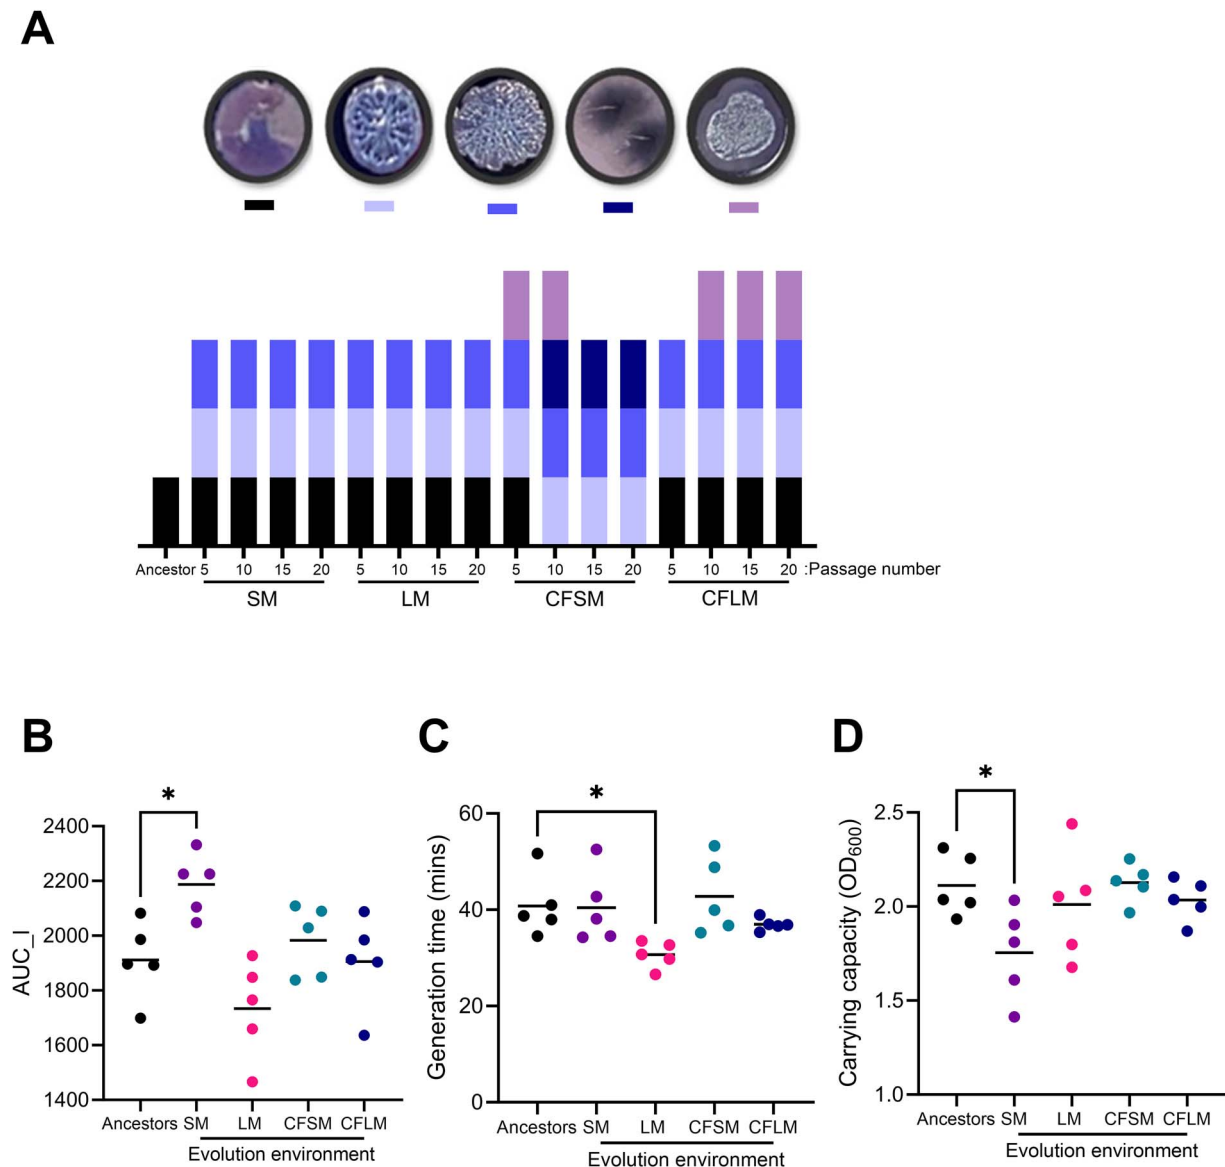 A
Ancestor 5 10 15 20 5 10 15 20 5 10 15 20 5 10 15 20 :Passage number
SM LM CFSM CFLM
B
*
2400
2200
2000
1800
1600
1400
AUC_I
Ancestors SM LM CFSM CFLM
Evolution environment
C
*
60
40
20
0
Generation time (mins)
Ancestors SM LM CFSM CFLM
Evolution environment
D
*
2.5
2.0
1.5
1.0
Carrying capacity (OD600)
Ancestors SM LM CFSM CFLM
Evolution environment